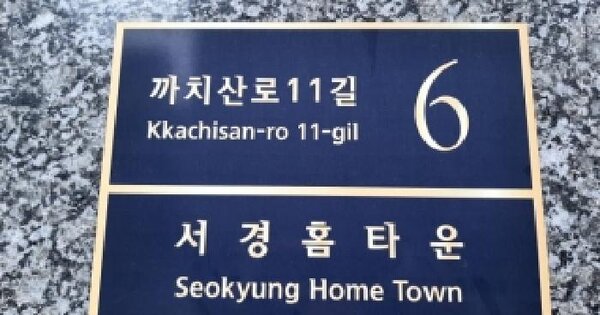 까치산로11길
Kkachisan-ro 11-gil
6
서경홈타운
Seokyung Home Town